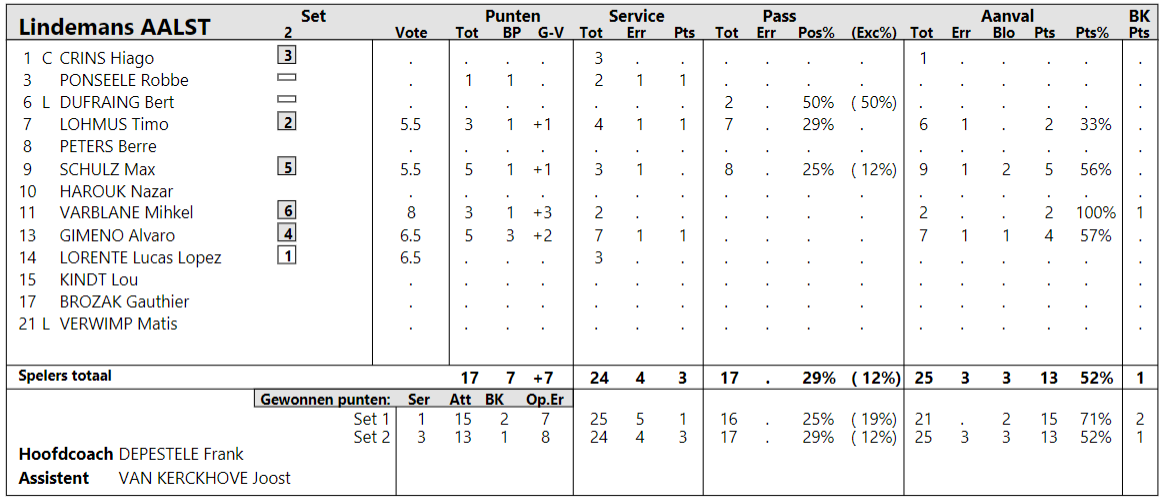 Lindemans AALST Set Punten Service Pass Aanval BK
2 Vote Tot BP G-V Tot Err Pts Tot Err Pos% (Exc%) Tot Err Blo Pts Pts% Pts
1 C CRINS Hiago 3 . . . . 3 . . . . . . 1 . . . . .
3 PONSEELE Robbe . 1 1 . 2 1 1 . . . . . . . . . .
6 L DUFRAING Bert . . . . . . . 2 . 50% ( 50%) . . . . . .
7 LOHMUS Timo 2 5.5 3 1 +1 4 1 1 7 . 29% . 6 1 . 2 33% .
8 PETERS Berre . . . . . . . . . . . . . . . . .
9 SCHULZ Max 5 5.5 5 1 +1 3 1 . 8 . 25% ( 12%) 9 1 2 5 56% .
10 HAROUK Nazar . . . . . . . . . . . . . . . . .
11 VARBLANE Mihkel 6 8 3 1 +3 2 . . . . . . 2 . . 2 100% 1
13 GIMENO Alvaro 4 6.5 5 3 +2 7 1 1 . . . . 7 1 1 4 57% .
14 LORENTE Lucas Lopez 1 6.5 . . . 3 . . . . . . . . . . . .
15 KINDT Lou . . . . . . . . . . . . . . . . .
17 BROZAK Gauthier . . . . . . . . . . . . . . . . .
21 L VERWIMP Matis . . . . . . . . . . . . . . . . .
Spelers totaal 17 7 +7 24 4 3 17 . 29% ( 12%) 25 3 3 13 52% 1
Gewonnen punten: Ser Att BK Op.Er
Set 1 1 15 2 7 25 5 1 16 . 25% ( 19%) 21 . 2 15 71% 2
Set 2 3 13 1 8 24 4 3 17 . 29% ( 12%) 25 3 3 13 52% 1
Hoofdcoach DEPESTELE Frank
Assistent VAN KERCKHOVE Joost